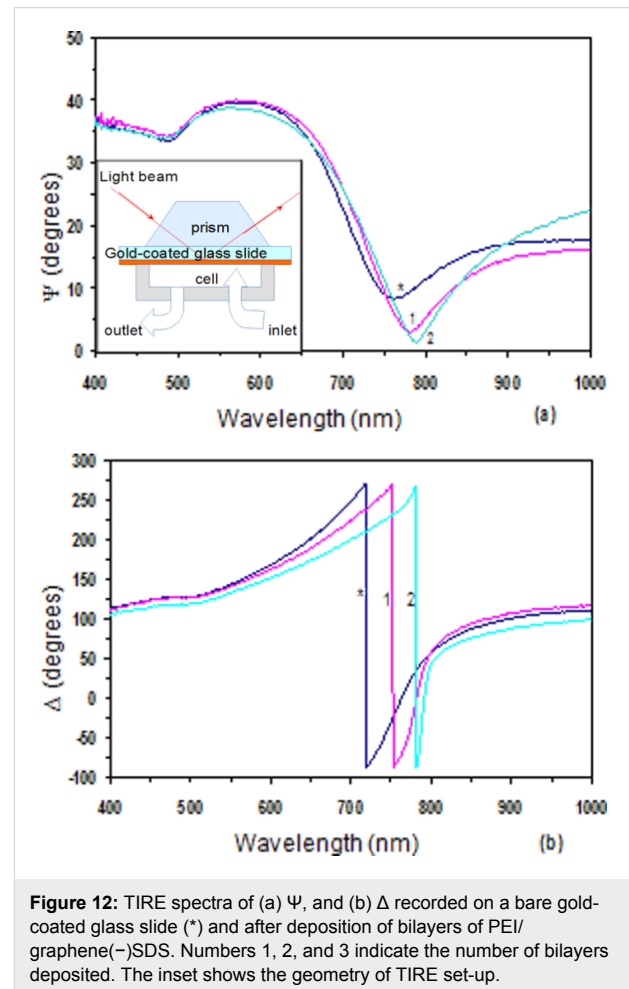 50
40
30
20
10
0
Ψ (degrees)
Light beam
prism
Gold-coated glass slide
cell
outlet
inlet
*
1
2
400 500 600 700 800 900 1000
Wavelength (nm)
(a)
300
250
200
150
100
50
0
-50
-100
Δ (degrees)
* 1 2
400 500 600 700 800 900 1000
Wavelength (nm)
(b)
Figure 12: TIRE spectra of (a) Ψ, and (b) Δ recorded on a bare gold-
coated glass slide (*) and after deposition of bilayers of PEI/
graphene(−)SDS. Numbers 1, 2, and 3 indicate the number of bilayers
deposited. The inset shows the geometry of TIRE set-up.